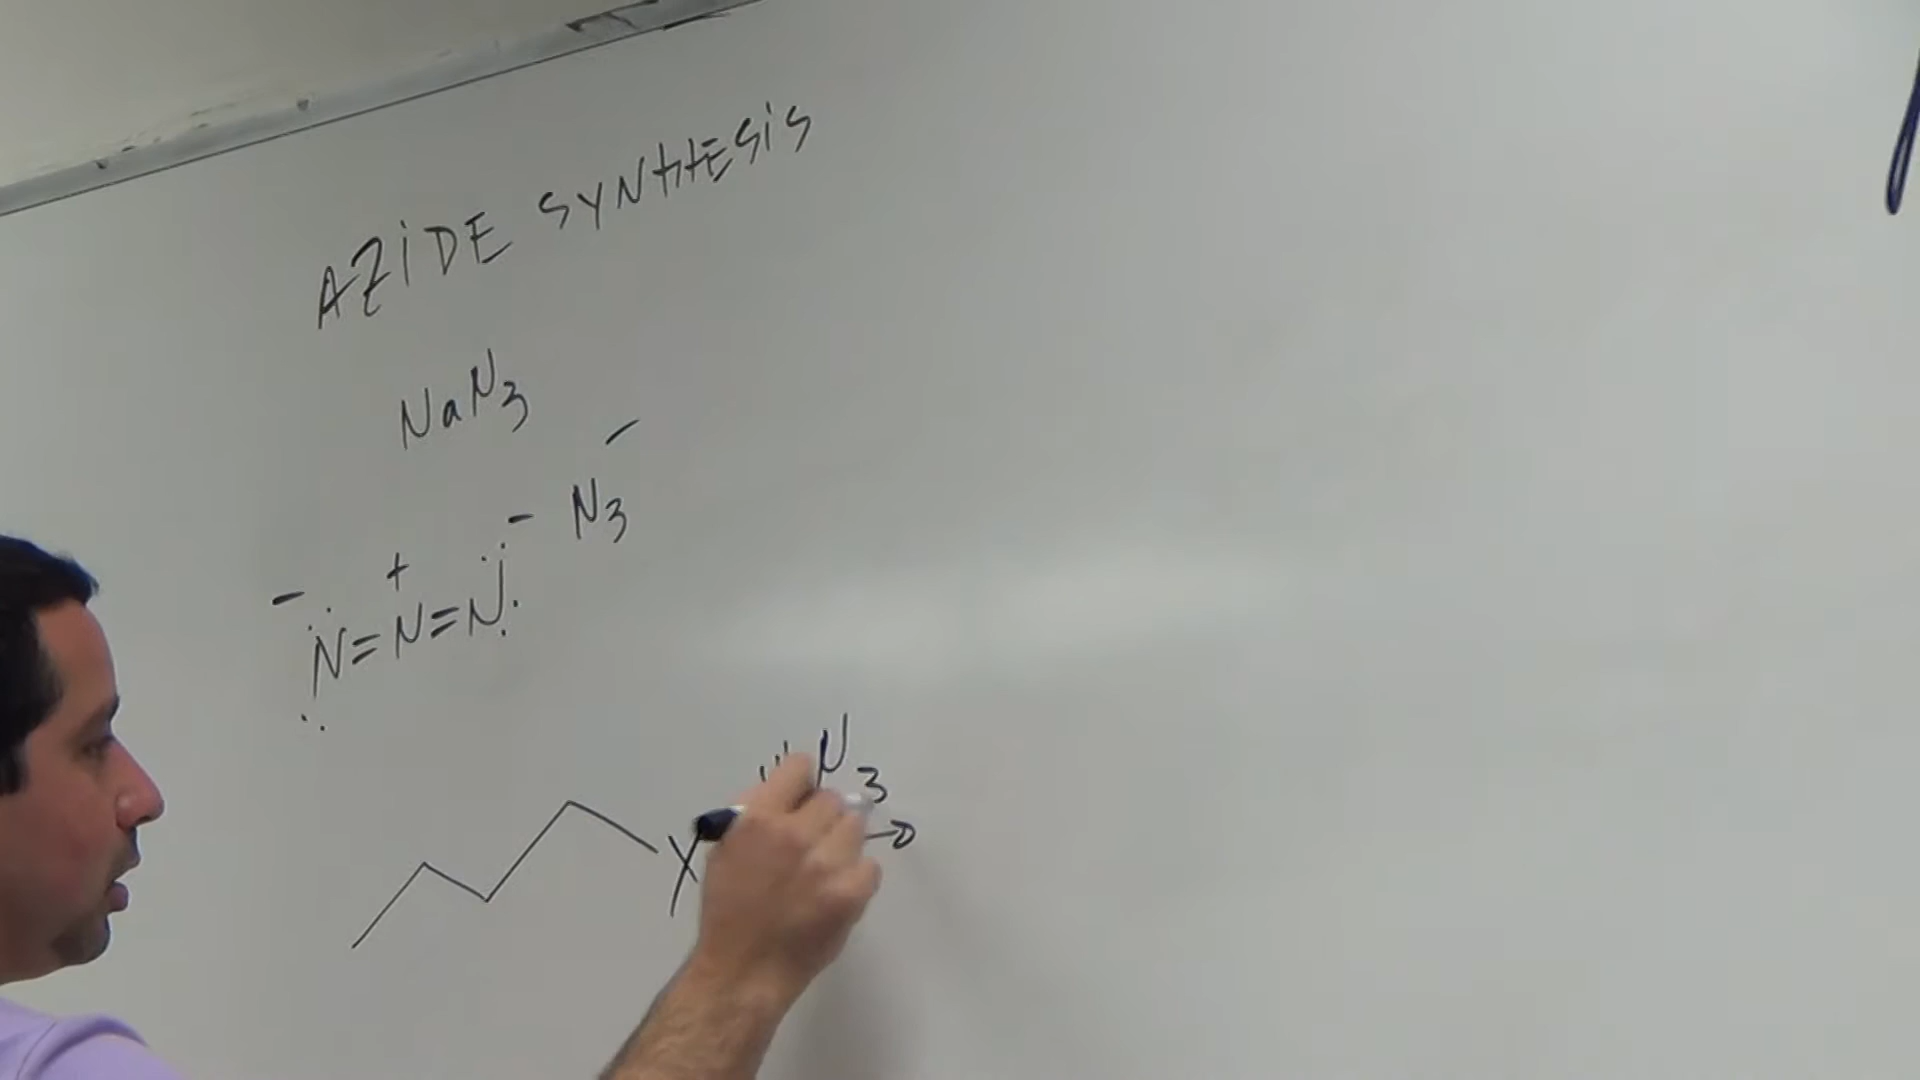 AZiDE SYNTHESiS
NaN3
N3 −
− N=N=N −
+
X
N3